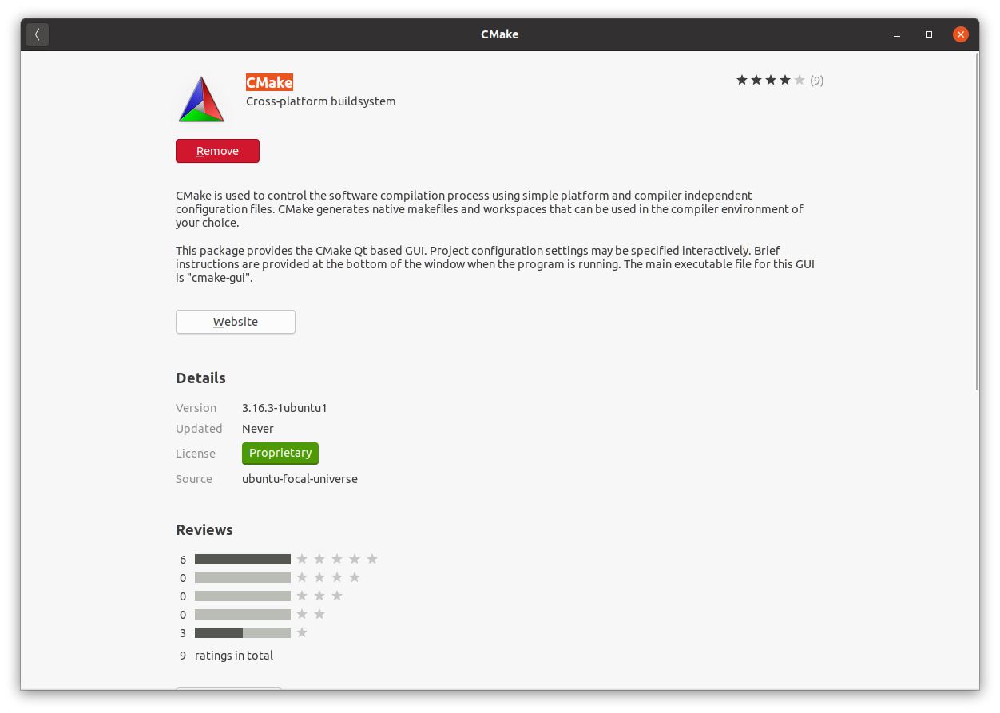 CMake
CMake
(9)
Cross-platform buildsystem
Remove
CMake is used to control the software compilation process using simple platform and compiler independent
configuration files. CMake generates native makefiles and workspaces that can be used in the compiler environment of
your choice.
This package provides the CMake Qt based GUI. Project configuration settings may be specified interactively. Brief
instructions are provided at the bottom of the window when the program is running. The main executable file for this GUI
is "cmake-gui".
Website
Details
Version 3.16.3-1ubuntu1
Updated Never
License Proprietary
Source ubuntu-focal-universe
Reviews
6
0
0
0
3
9 ratings in total